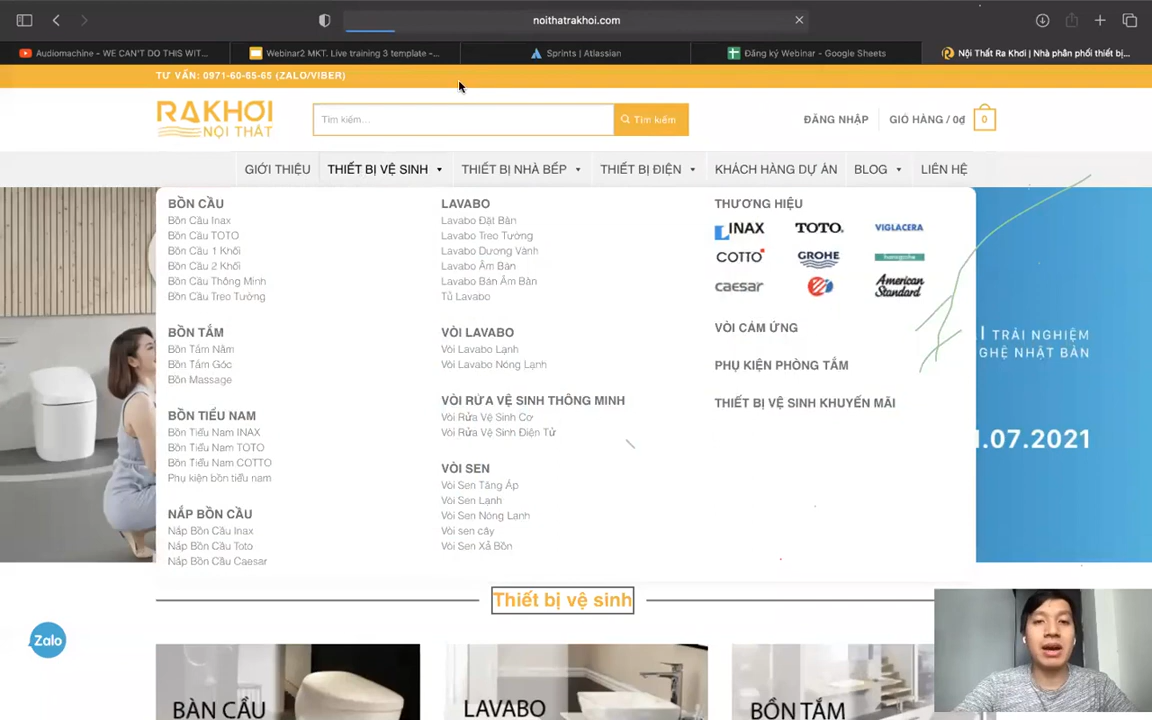 noithatrakhoi.com
Audiomachine - WE CAN'T DO THIS WIT...
Webinar2 MKT. Live training 3 template -...
Sprints | Atlassian
Đăng ký Webinar - Google Sheets
Nội Thất Ra Khơi | Nhà phân phối thiết bị...
TƯ VẤN: 0971-60-65-65 (ZALO/VIBER)
RAKHƠI
NỘI THẤT
Tìm kiếm...
Tìm kiếm
ĐĂNG NHẬP
GIỎ HÀNG / 0₫
0
GIỚI THIỆU
THIẾT BỊ VỆ SINH
THIẾT BỊ NHÀ BẾP
THIẾT BỊ ĐIỆN
KHÁCH HÀNG DỰ ÁN
BLOG
LIÊN HỆ
BỒN CẦU
Bồn Cầu Inax
Bồn Cầu TOTO
Bồn Cầu 1 Khối
Bồn Cầu 2 Khối
Bồn Cầu Thông Minh
Bồn Cầu Treo Tường
BỒN TẮM
Bồn Tắm Nằm
Bồn Tắm Góc
Bồn Massage
BỒN TIỂU NAM
Bồn Tiểu Nam INAX
Bồn Tiểu Nam TOTO
Bồn Tiểu Nam COTTO
Phụ kiện bồn tiểu nam
NẮP BỒN CẦU
Nắp Bồn Cầu Inax
Nắp Bồn Cầu Toto
Nắp Bồn Cầu Caesar
LAVABO
Lavabo Đặt Bàn
Lavabo Treo Tường
Lavabo Dương Vành
Lavabo Âm Bàn
Lavabo Bán Âm Bàn
Tủ Lavabo
VÒI LAVABO
Vòi Lavabo Lạnh
Vòi Lavabo Nóng Lạnh
VÒI RỬA VỆ SINH THÔNG MINH
Vòi Rửa Vệ Sinh Cơ
Vòi Rửa Vệ Sinh Điện Tử
VÒI SEN
Vòi Sen Tăng Áp
Vòi Sen Lạnh
Vòi Sen Nóng Lạnh
Vòi sen cây
Vòi Sen Xả Bồn
THƯƠNG HIỆU
INAX
TOTO
VIGLACERA
COTTO
GROHE
hansgrohe
caesar
American Standard
VÒI CẢM ỨNG
PHỤ KIỆN PHÒNG TẮM
THIẾT BỊ VỆ SINH KHUYẾN MÃI
TRẢI NGHIỆM
GHỆ NHẬT BẢN
1.07.2021
Thiết bị vệ sinh
Zalo
BÀN CẦU
LAVABO
BỒN TẮM